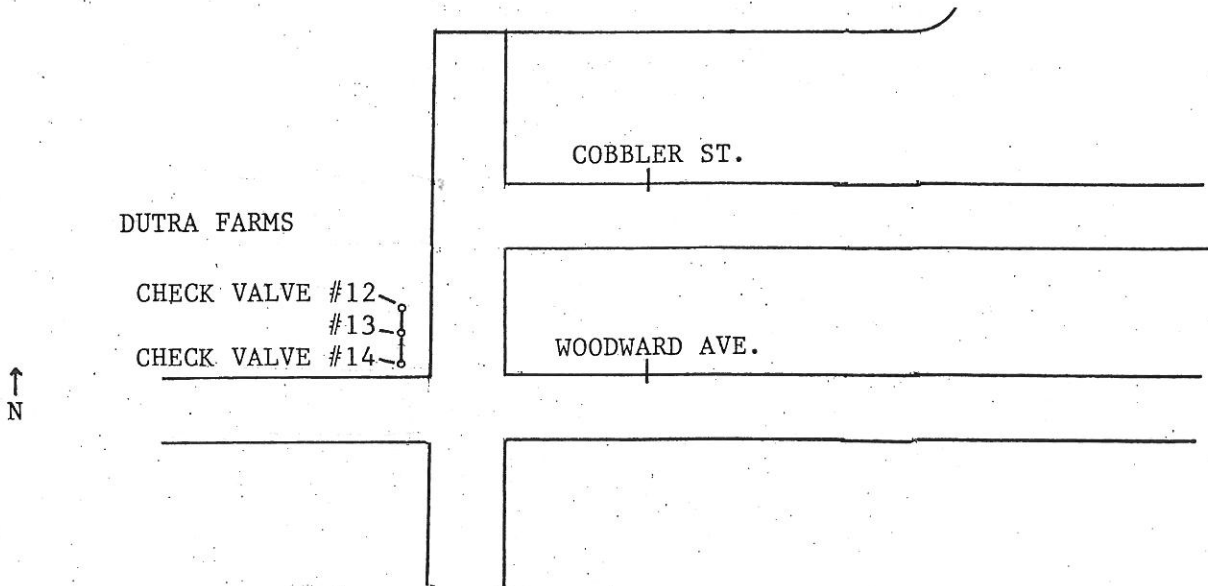 COBBLER ST.
DUTRA FARMS
CHECK VALVE #12
#13
CHECK VALVE #14
WOODWARD AVE.
N